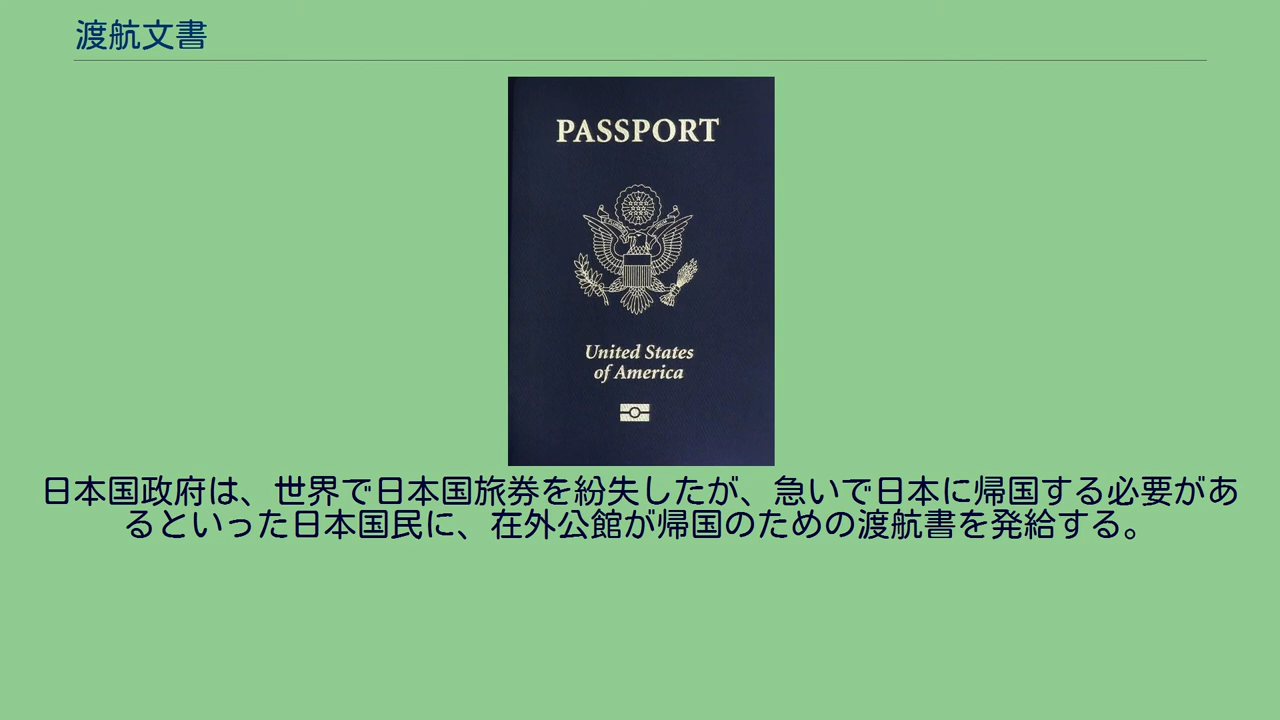 渡航文書
PASSPORT
United States
of America
日本国政府は、世界で日本国旅券を紛失したが、急いで日本に帰国する必要があ
るといった日本国民に、在外公館が帰国のための渡航書を発給する。